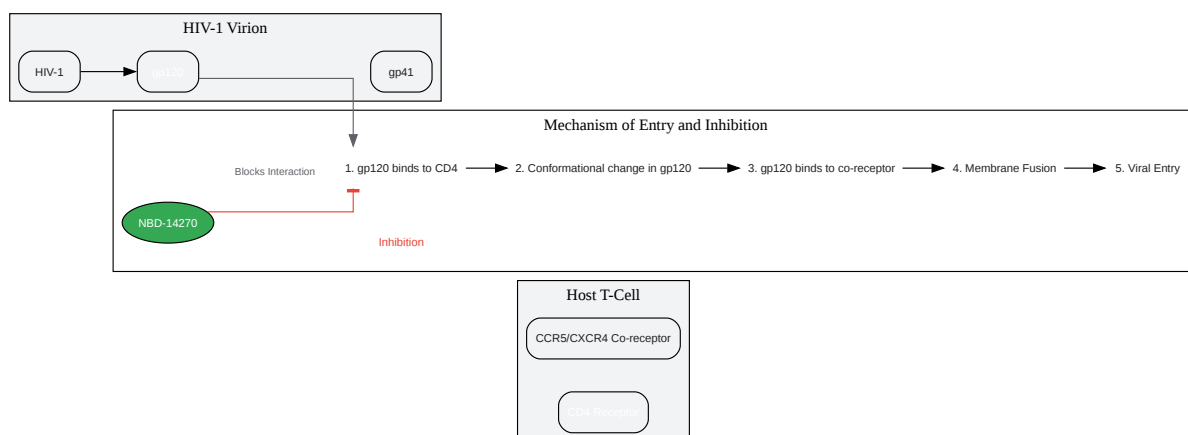 HIV-1 Virion
HIV-1
gp120
gp41
Mechanism of Entry and Inhibition
Blocks Interaction
1. gp120 binds to CD4
2. Conformational change in gp120
3. gp120 binds to co-receptor
4. Membrane Fusion
5. Viral Entry
NBD-14270
Inhibition
Host T-Cell
CCR5/CXCR4 Co-receptor
CD4 Receptor